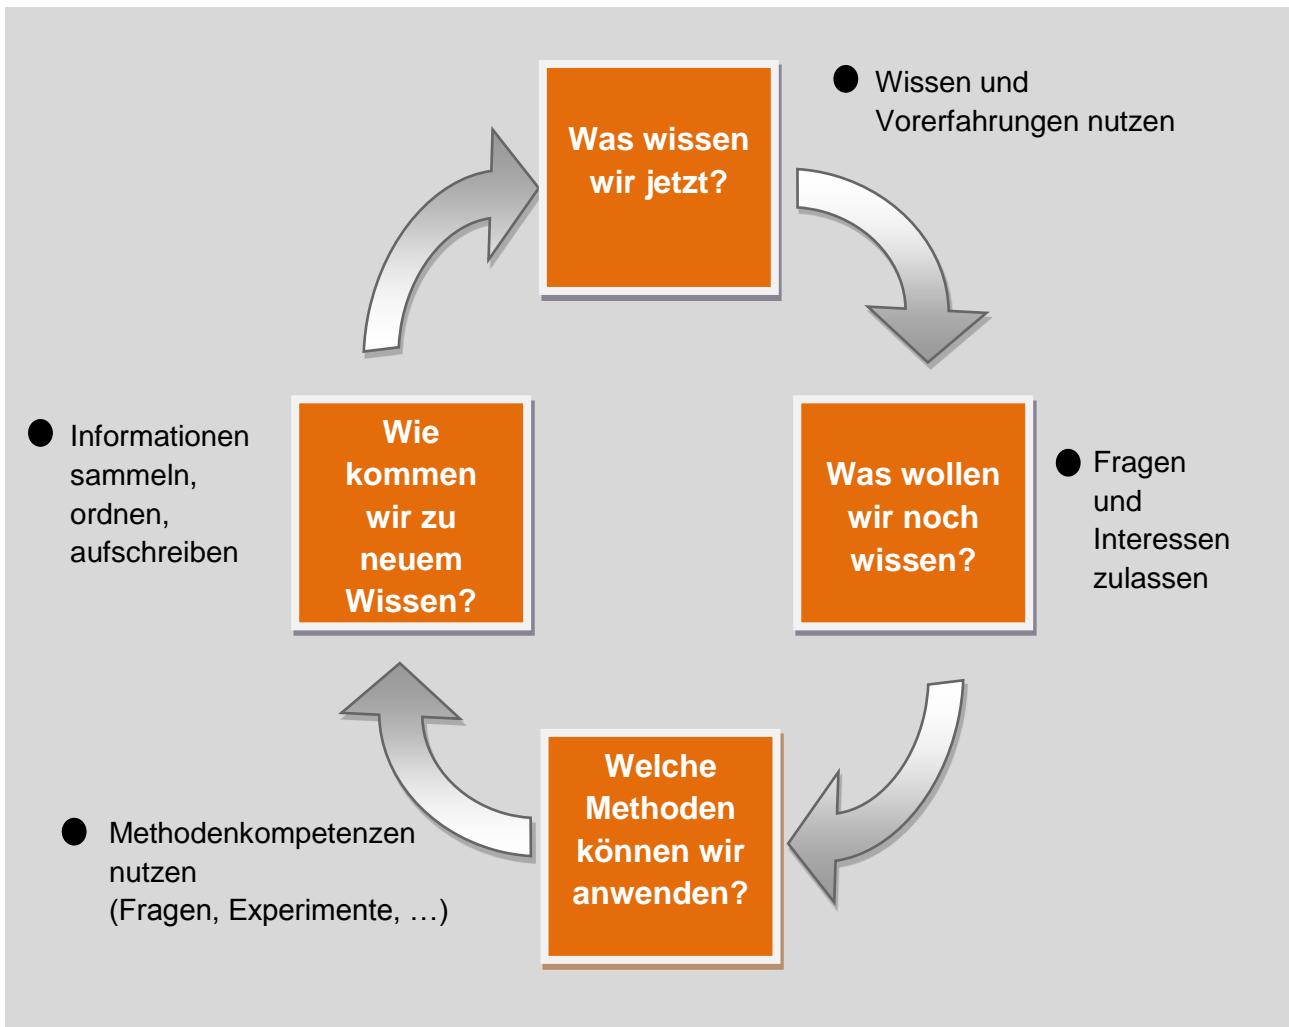 Was wissen
wir jetzt?
Wissen und
Vorerfahrungen nutzen
Was wollen
wir noch
wissen?
Fragen
und
Interessen
zulassen
Welche
Methoden
können wir
anwenden?
Methodenkompetenzen
nutzen
(Fragen, Experimente, …)
Wie
kommen
wir zu
neuem
Wissen?
Informationen
sammeln,
ordnen,
aufschreiben